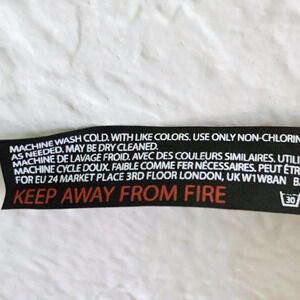 MACHINE WASH COLD. WITH LIKE COLORS. USE ONLY NON-CHLORIN
AS NEEDED. MAY BE DRY CLEANED.
MACHINE DE LAVAGE FROID. AVEC DES COULEURS SIMILAIRES. UTILI
MACHINE CYCLE DOUX. FAIBLE COMME FER NÉCESSAIRES. PEUT ÊTR
FOR EU 24 MARKET PLACE 3RD FLOOR LONDON, UK W1W8AN B
KEEP AWAY FROM FIRE
30